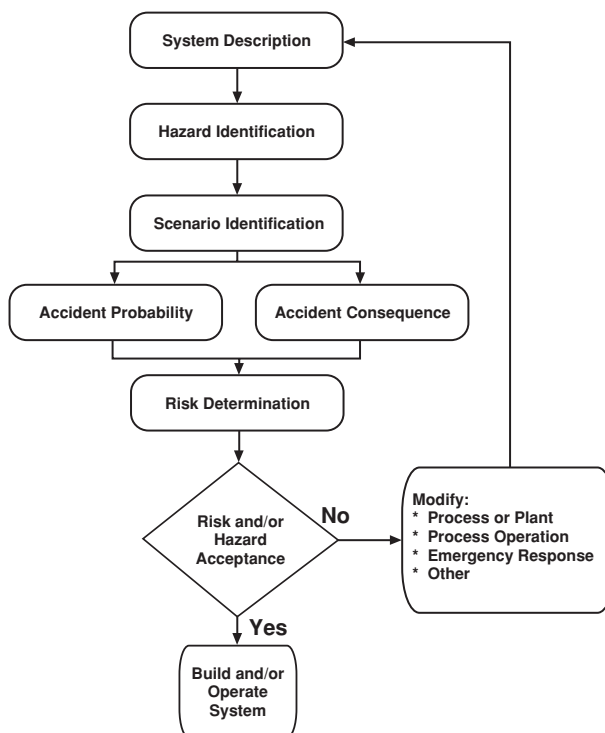 System Description
Hazard Identification
Scenario Identification
Accident Probability
Accident Consequence
Risk Determination
Risk and/or
Hazard
Acceptance
No
Modify:
* Process or Plant
* Process Operation
* Emergency Response
* Other
Yes
Build and/or
Operate
System